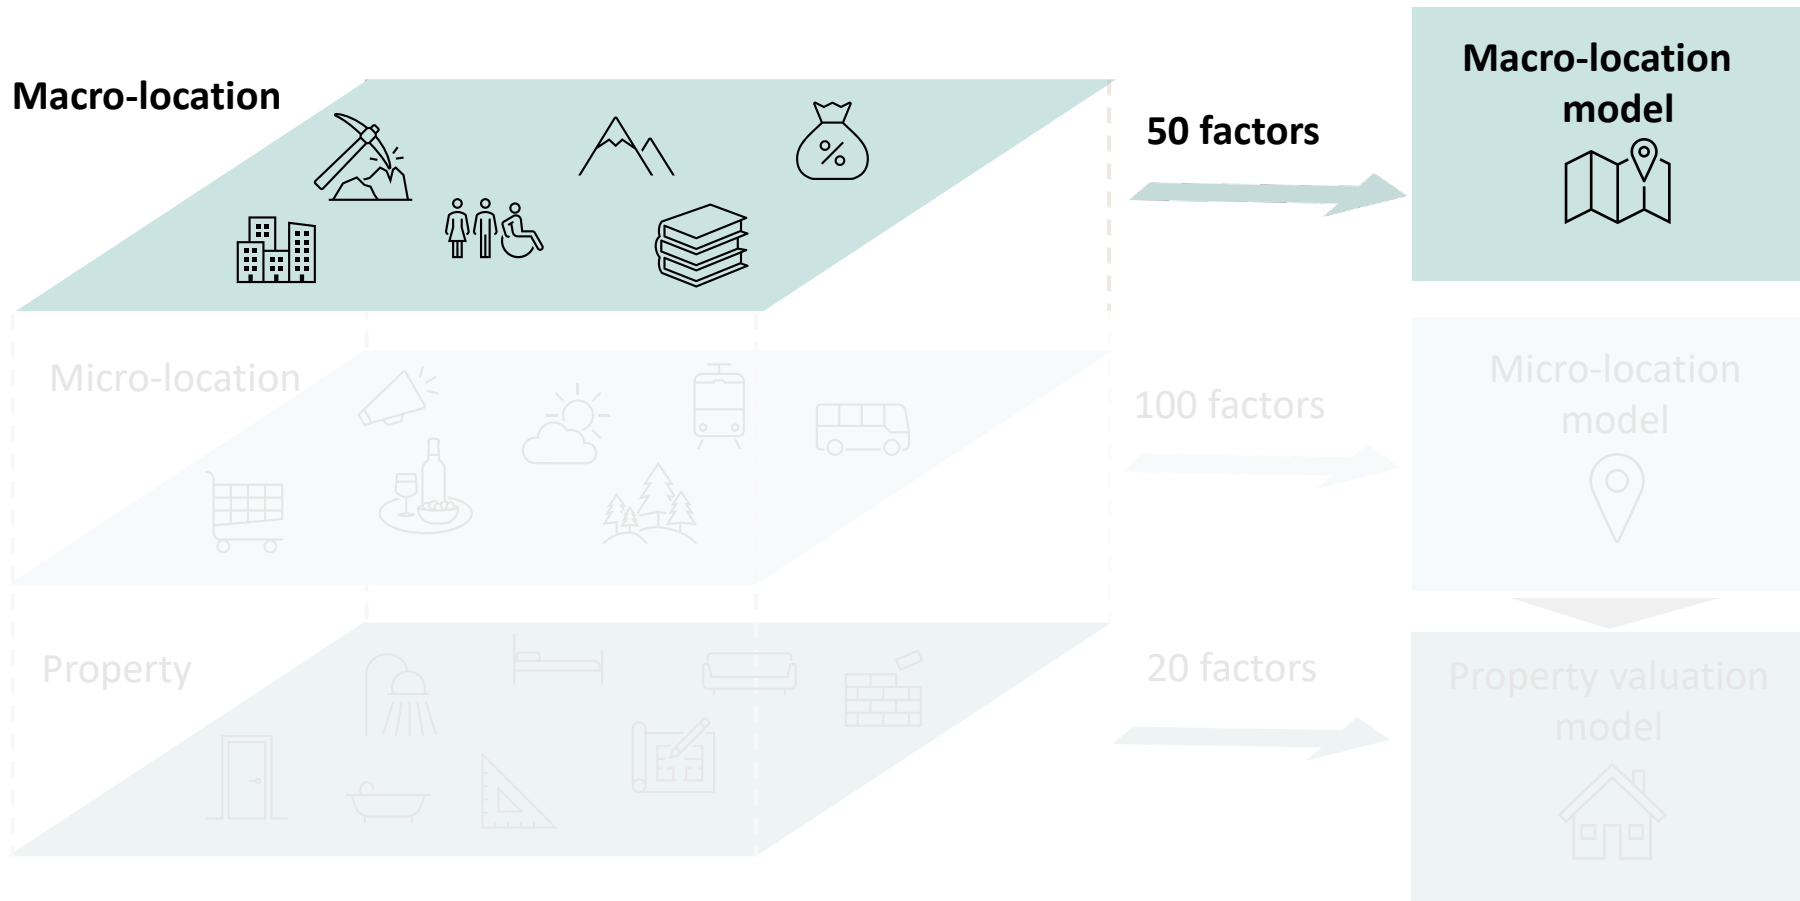 Macro-location
50 factors
Macro-location
model
Micro-location
100 factors
Micro-location
model
Property
20 factors
Property valuation
model